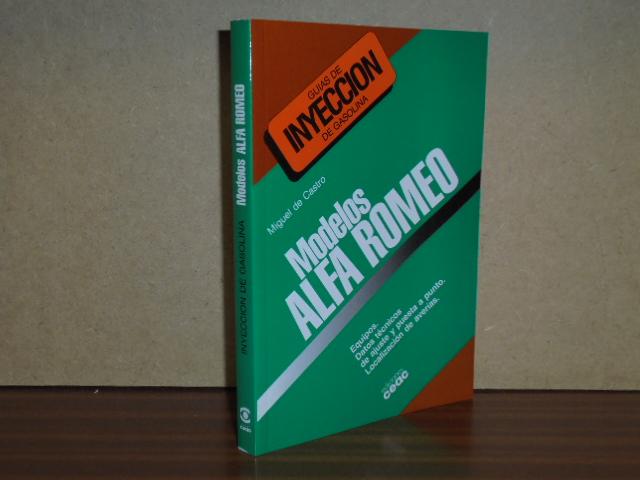 GUIAS DE
INYECCION
DE GASOLINA
Miguel de Castro
Modelos
ALFA ROMEO
Equipos.
Datos técnicos
de ajuste y puesta a punto.
Localización de averías.
ceac
INYECCION DE GASOLINA Modelos ALFA ROMEO
ceac